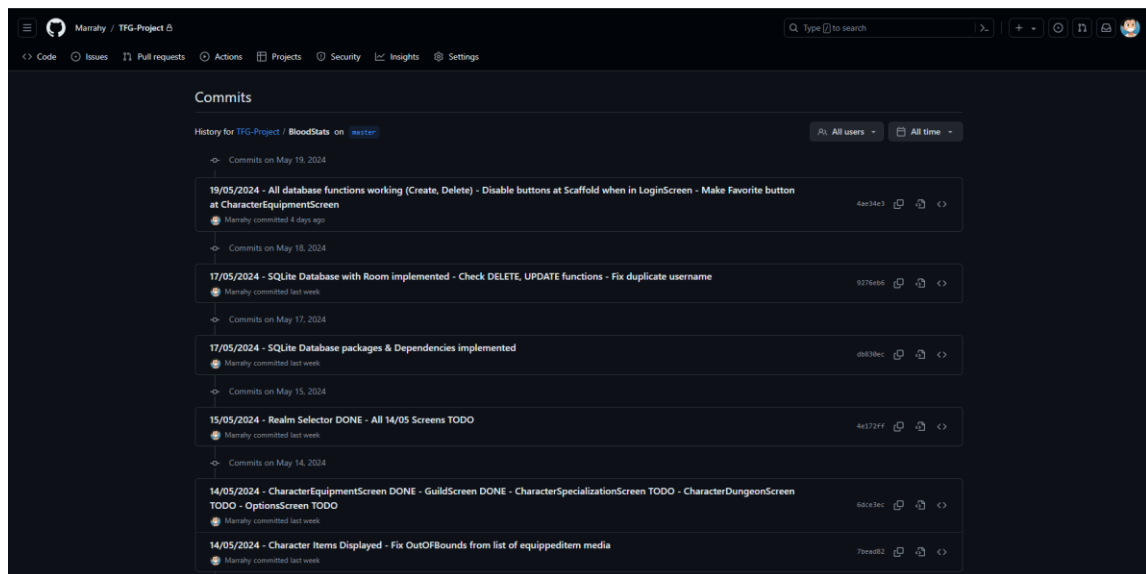 Marrahy / TFG-Project
Type / to search
Code Issues Pull requests Actions Projects Security Insights Settings
Commits
History for TFG-Project / BloodStats on master
All users All time
Commits on May 19, 2024
19/05/2024 - All database functions working (Create, Delete) - Disable buttons at Scaffold when in LoginScreen - Make Favorite button
at CharacterEquipmentScreen
4ae34e3
Marrahy committed 4 days ago
Commits on May 18, 2024
17/05/2024 - SQLite Database with Room implemented - Check DELETE, UPDATE functions - Fix duplicate username
9276eb6
Marrahy committed last week
Commits on May 17, 2024
17/05/2024 - SQLite Database packages & Dependencies implemented
db830ec
Marrahy committed last week
Commits on May 15, 2024
15/05/2024 - Realm Selector DONE - All 14/05 Screens TODO
4e172ff
Marrahy committed last week
Commits on May 14, 2024
14/05/2024 - CharacterEquipmentScreen DONE - GuildScreen DONE - CharacterSpecializationScreen TODO - CharacterDungeonScreen
TODO - OptionsScreen TODO
6dce3ec
Marrahy committed last week
14/05/2024 - Character Items Displayed - Fix OutOFBounds from list of equippeditem media
7bead82
Marrahy committed last week